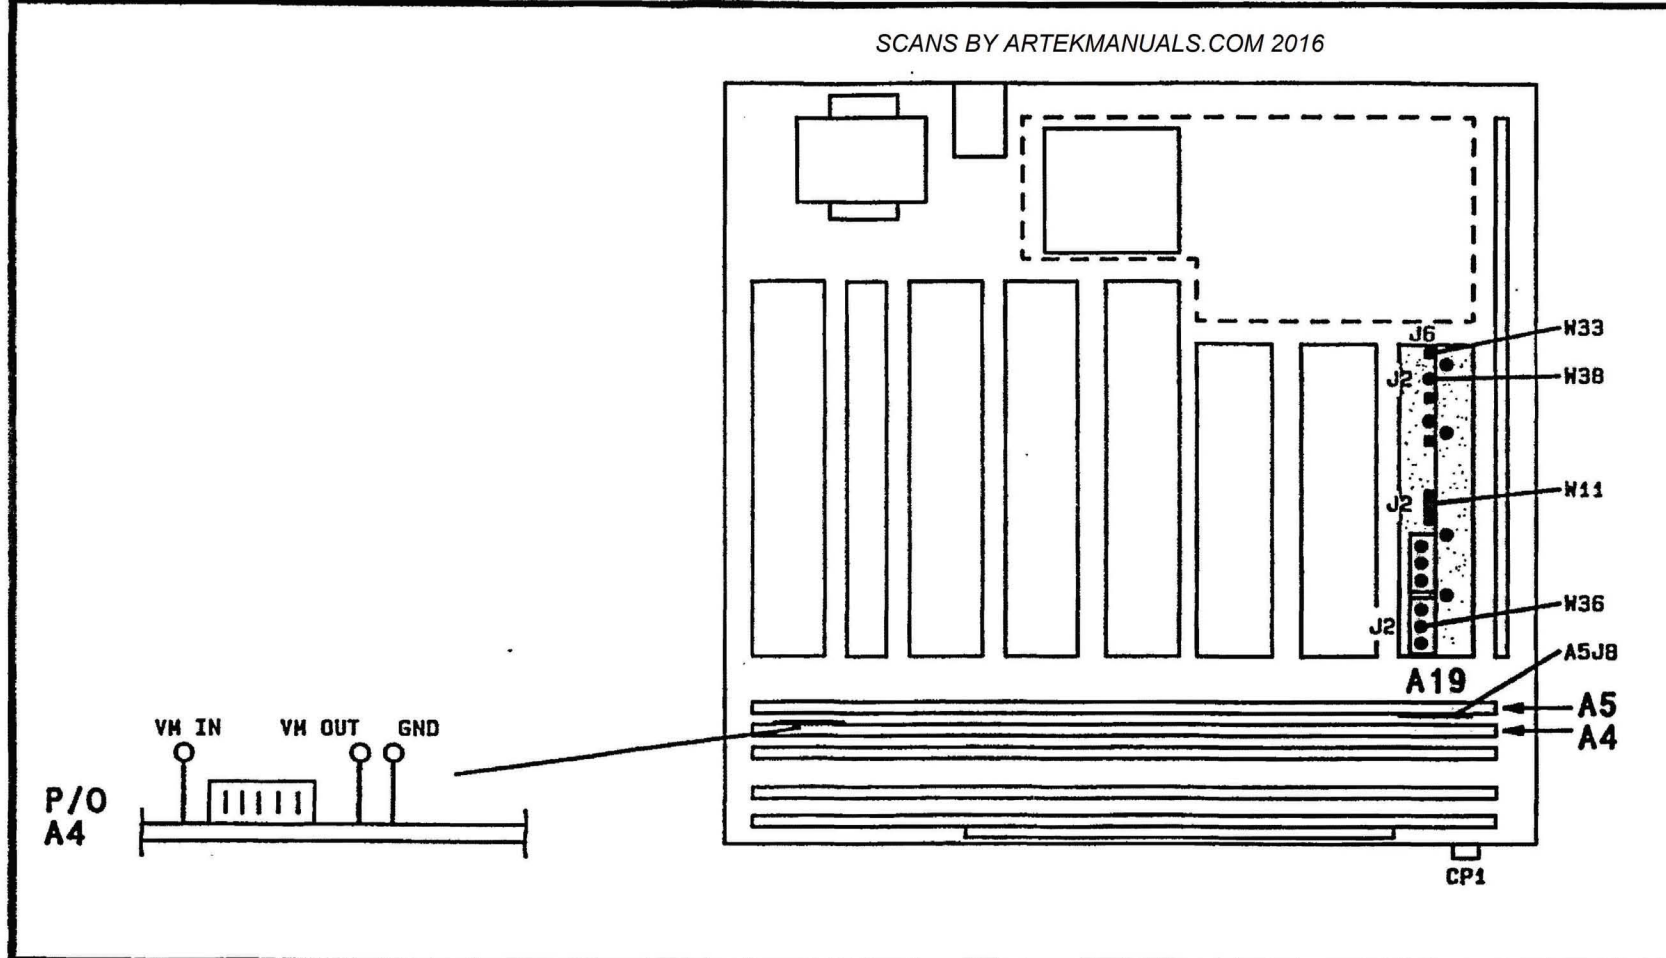 SCANS BY ARTEKMANUALS.COM 2016
J6
W33
J2
W38
J2
W11
J2
W36
A5J8
A19
A5
A4
VM IN
VM OUT
GND
P/O
A4
CP1